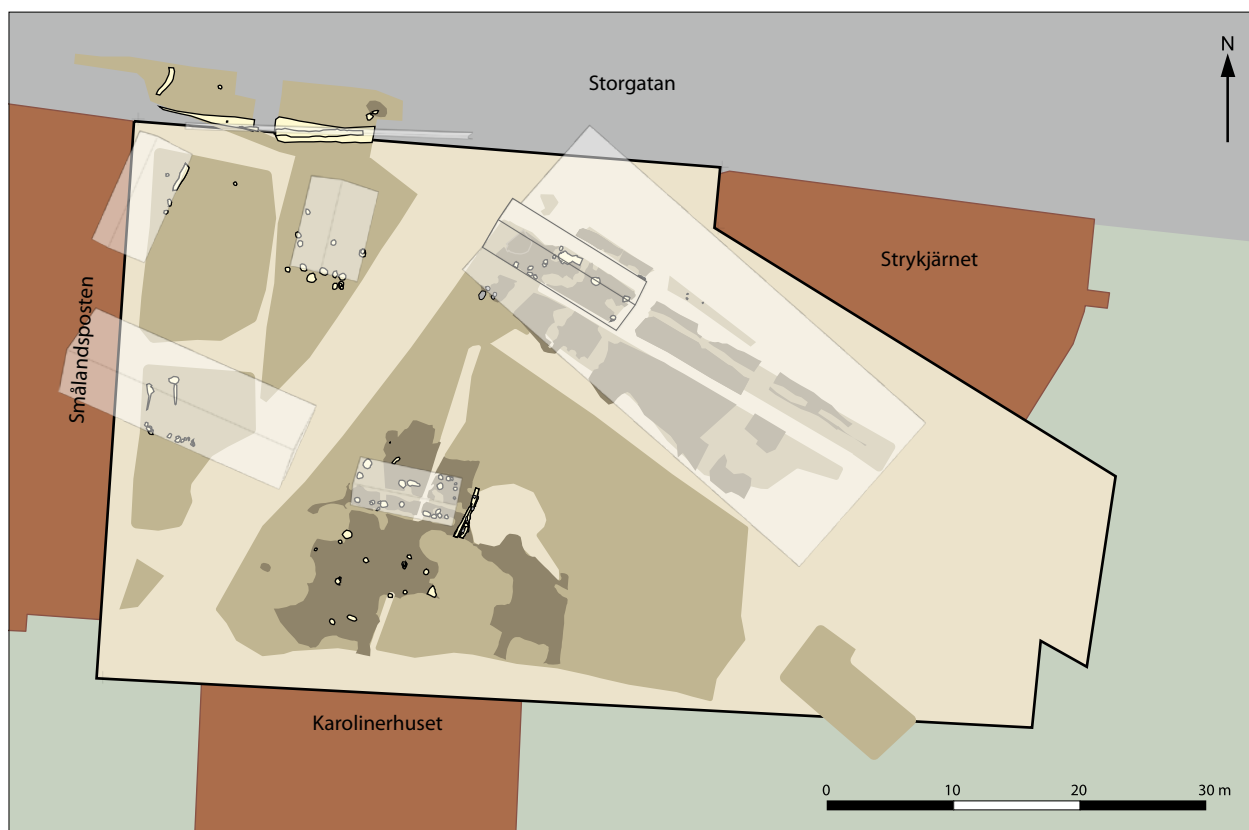 N
Storgatan
Strykjärnet
Smålandsposten
Karolinerhuset
0 10 20 30 m